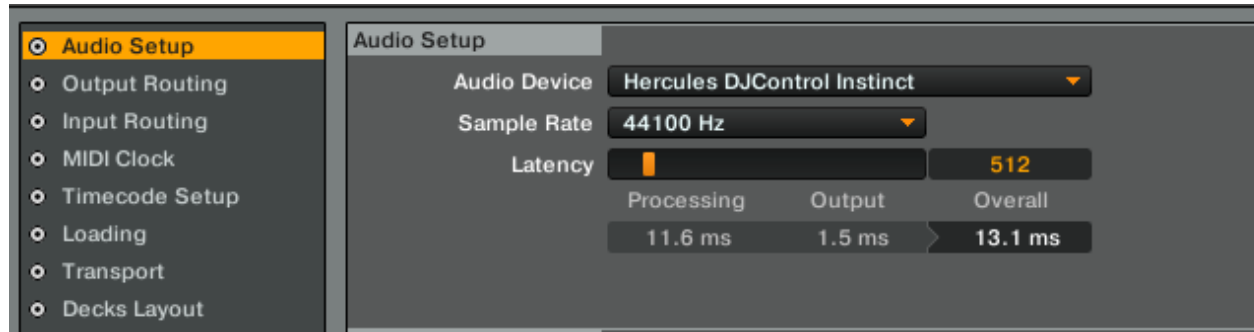 Audio Setup
Output Routing
Input Routing
MIDI Clock
Timecode Setup
Loading
Transport
Decks Layout
Audio Setup
Audio Device Hercules DJControl Instinct
Sample Rate 44100 Hz
Latency 512
Processing Output Overall
11.6 ms 1.5 ms 13.1 ms